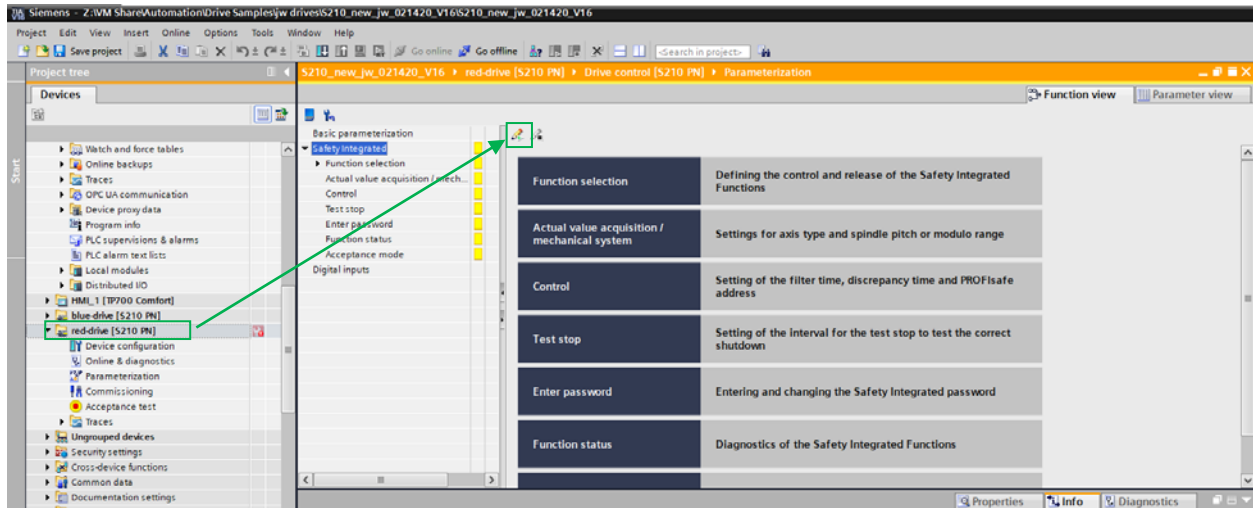 Siemens - Z:\VM Share\Automation\Drive Samples\jw drives\S210_new_jw_021420_V16\S210_new_jw_021420_V16
Project Edit View Insert Online Options Tools Window Help
Save project Go online Go offline <Search in project>
Project tree
S210_new_jw_021420_V16 red-drive [S210 PN] Drive control [S210 PN] Parameterization
Devices
Function view Parameter view
Start
Watch and force tables
Online backups
Traces
OPC UA communication
Device proxy data
Program info
PLC supervisions & alarms
PLC alarm text lists
Local modules
Distributed I/O
HMI_1 [TP700 Comfort]
blue-drive [S210 PN]
red-drive [S210 PN]
Device configuration
Online & diagnostics
Parameterization
Commissioning
Acceptance test
Traces
Ungrouped devices
Security settings
Cross-device functions
Common data
Documentation settings
Basic parameterization
Safety Integrated
Function selection
Actual value acquisition / mech...
Control
Test stop
Enter password
Function status
Acceptance mode
Digital inputs
Function selection
Defining the control and release of the Safety Integrated
Functions
Actual value acquisition /
mechanical system
Settings for axis type and spindle pitch or modulo range
Control
Setting of the filter time, discrepancy time and PROFIsafe
address
Test stop
Setting of the interval for the test stop to test the correct
shutdown
Enter password
Entering and changing the Safety Integrated password
Function status
Diagnostics of the Safety Integrated Functions
Properties Info Diagnostics